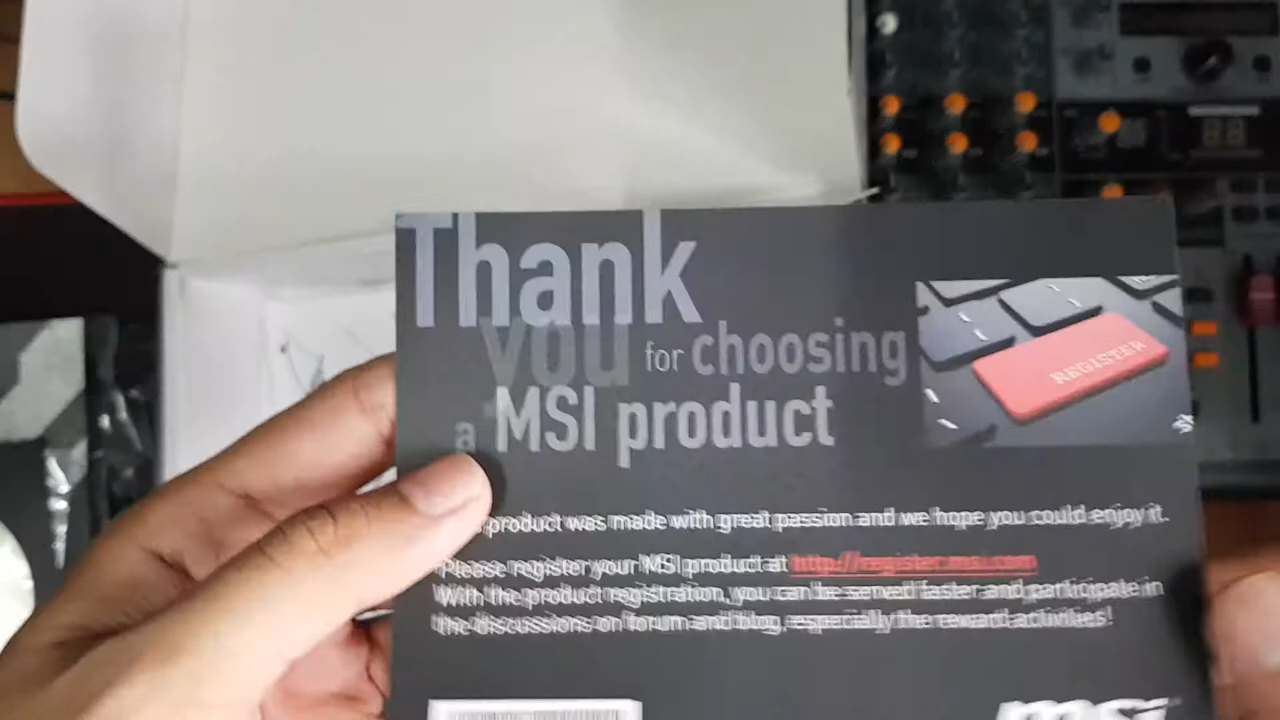 Thank
you for choosing
a MSI product
REGISTER
product was made with great passion and we hope you could enjoy it.
Please register your MSI product at http://register.msi.com
With the product registration, you can be served faster and participate in
the discussions on forum and blog, especially the reward activities!
msi